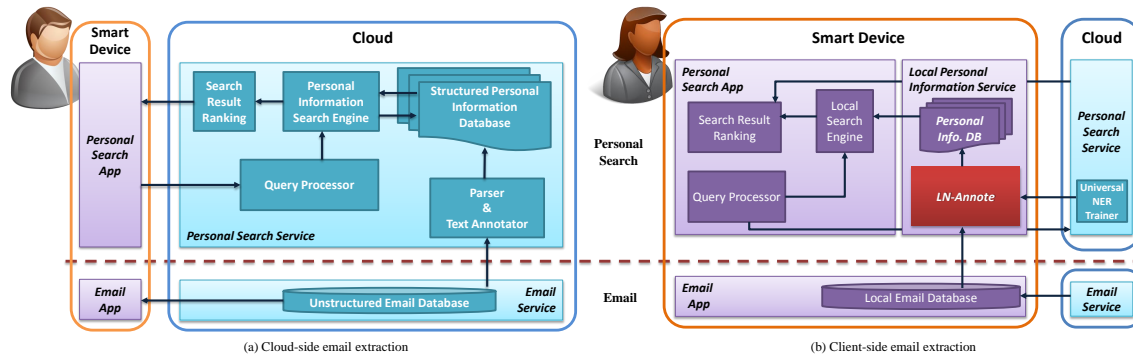 Smart
Device
Cloud
Personal
Search
App
Search
Result
Ranking
Personal
Information
Search Engine
Structured Personal
Information
Database
Query Processor
Parser
&
Text Annotator
Personal Search Service
Email
App
Unstructured Email Database
Email
Service
(a) Cloud-side email extraction
Personal
Search
Email
Smart Device
Cloud
Personal
Search App
Local Personal
Information Service
Search Result
Ranking
Local
Search
Engine
Personal
Info. DB
Query Processor
LN-Annote
Personal
Search
Service
Universal
NER
Trainer
Email
App
Local Email Database
Email
Service
(b) Client-side email extraction